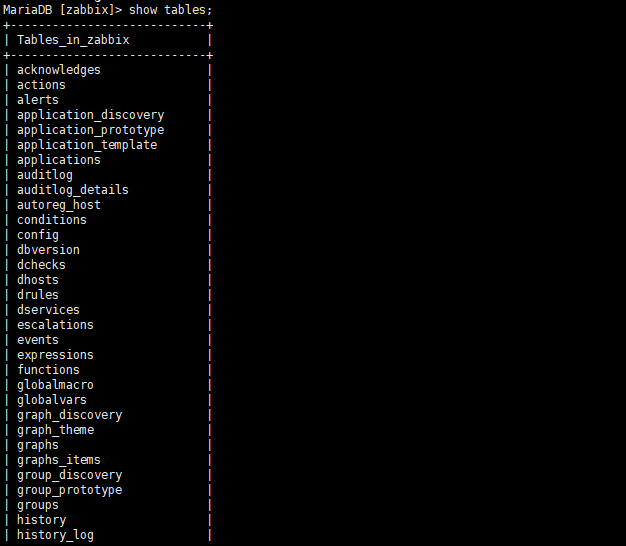 MariaDB [zabbix]> show tables;
+----------------------------+
| Tables_in_zabbix           |
+----------------------------+
| acknowledges               |
| actions                    |
| alerts                     |
| application_discovery      |
| application_prototype      |
| application_template       |
| applications               |
| auditlog                   |
| auditlog_details           |
| autoreg_host               |
| conditions                 |
| config                     |
| dbversion                  |
| dchecks                    |
| dhosts                     |
| drules                     |
| dservices                  |
| escalations                |
| events                     |
| expressions                |
| functions                  |
| globalmacro                |
| globalvars                 |
| graph_discovery            |
| graph_theme                |
| graphs                     |
| graphs_items               |
| group_discovery            |
| group_prototype            |
| groups                     |
| history                    |
| history_log                |